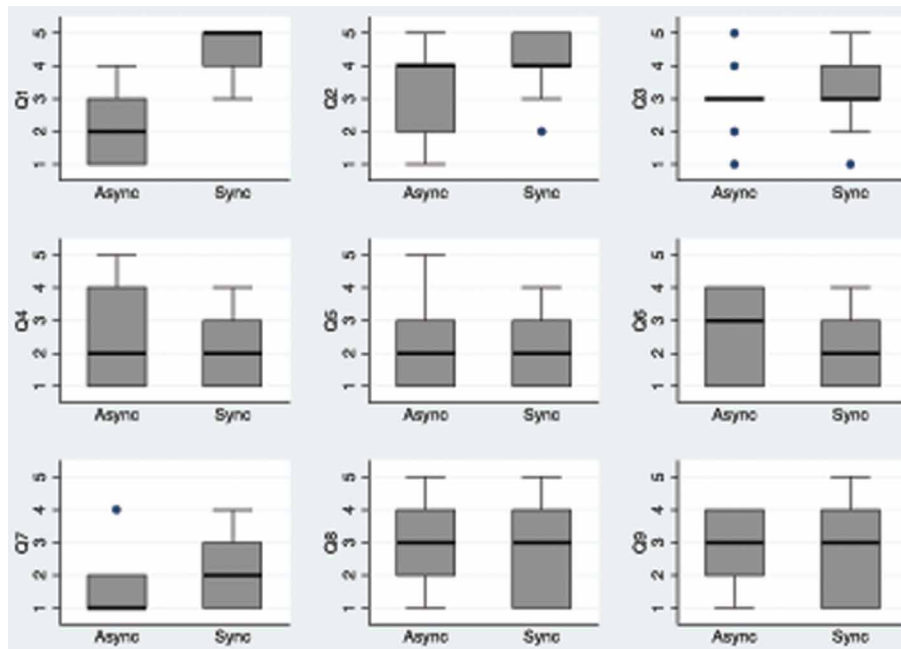 Q1 5 4 3 2 1 Async Sync
Q2 5 4 3 2 1 Async Sync
Q3 5 4 3 2 1 Async Sync
Q4 5 4 3 2 1 Async Sync
Q5 5 4 3 2 1 Async Sync
Q6 5 4 3 2 1 Async Sync
Q7 5 4 3 2 1 Async Sync
Q8 5 4 3 2 1 Async Sync
Q9 5 4 3 2 1 Async Sync